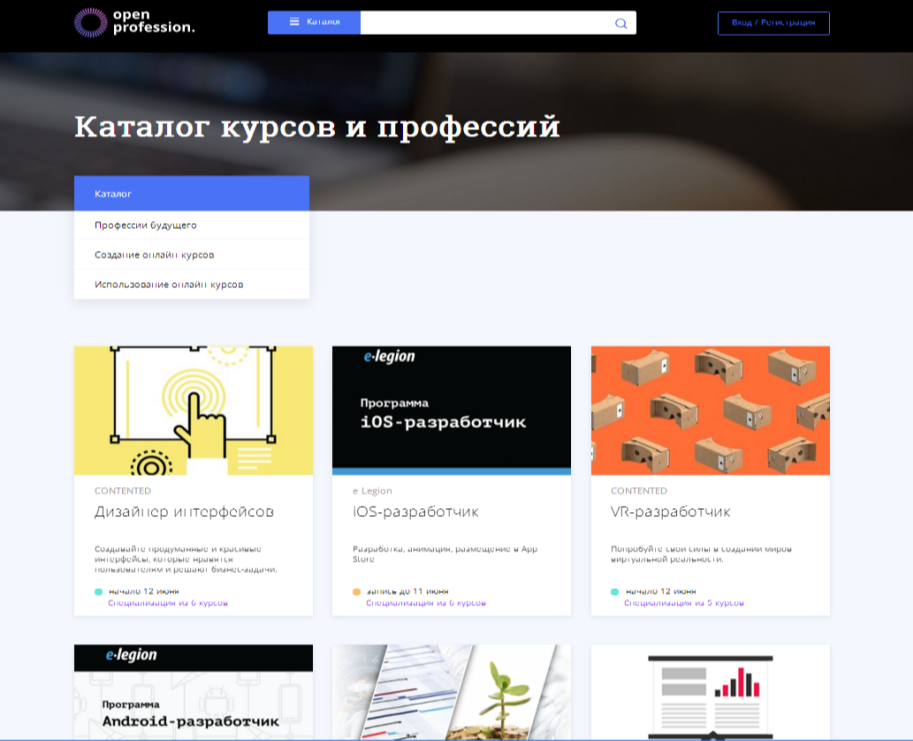 open
profession.
Каталог
Вход / Регистрация
Каталог курсов и профессий
Каталог
Профессии будущего
Создание онлайн курсов
Использование онлайн курсов
CONTENTED
Дизайнер интерфейсов
Создавайте продуманные и красивые
интерфейсы, которые нравятся
пользователям и решают бизнес-задачи.
начало 12 июня
Специализация из 6 курсов
e·legion
Программа
iOS-разработчик
e Legion
iOS-разработчик
Разработка, анимация, размещение в App
Store
запись до 11 июня
Специализация из 6 курсов
CONTENTED
VR-разработчик
Попробуйте свои силы в создании миров
виртуальной реальности.
начало 12 июня
Специализация из 5 курсов
e·legion
Программа
Android-разработчик